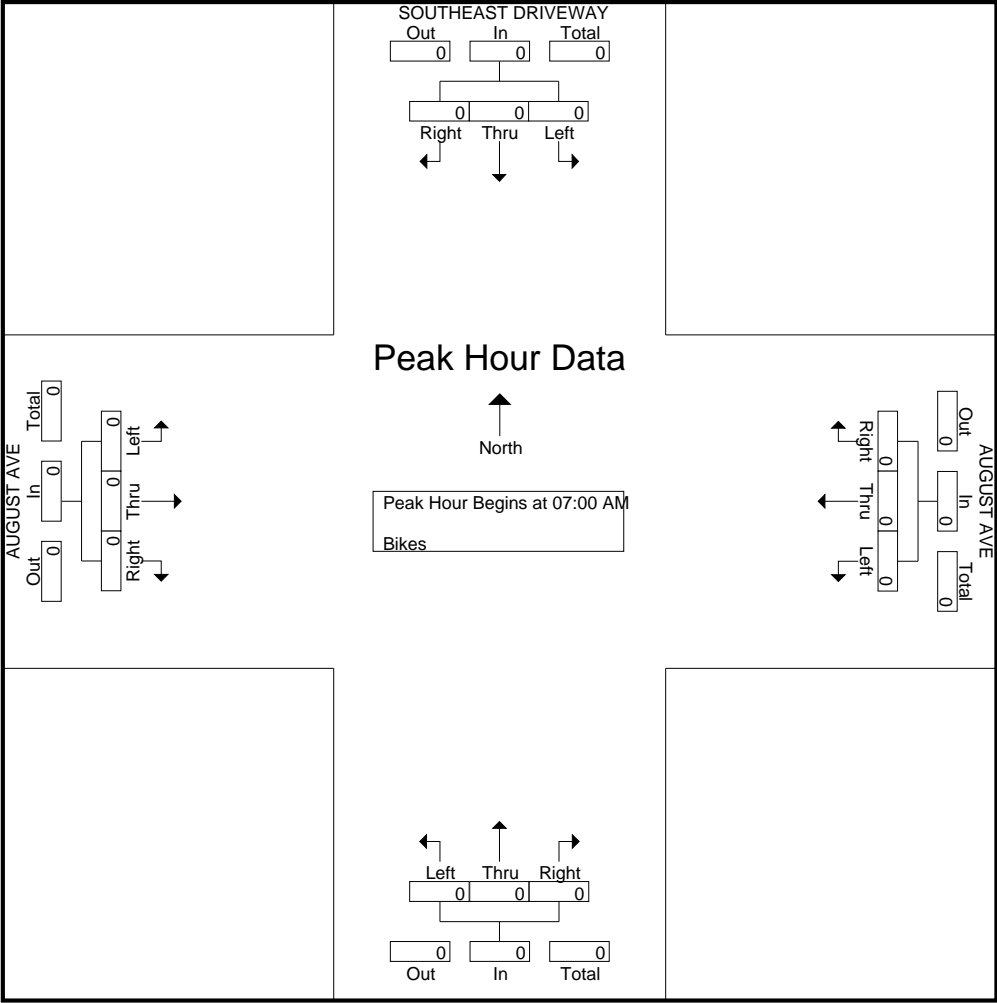 SOUTHEAST DRIVEWAY
Out In Total
0 0 0
0 0 0
Right Thru Left
Peak Hour Data
North
Peak Hour Begins at 07:00 AM
Bikes
AUGUST AVE
Total In Out
0 0 0
0 0 0
Left Thru Right
AUGUST AVE
Out In Total
0 0 0
0 0 0
Right Thru Left
Left Thru Right
0 0 0
0 0 0
Out In Total